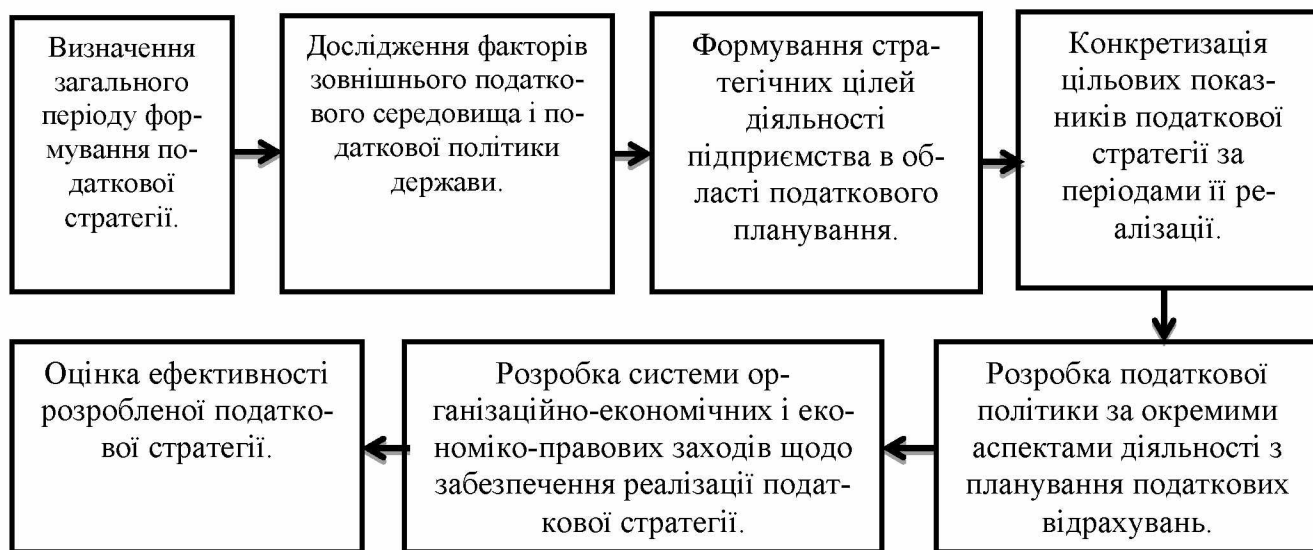 Визначення
загального
періоду фор-
мування по-
даткової
стратегії.
Дослідження факторів
зовнішнього податко-
вого середовища і по-
даткової політики
держави.
Формування стра-
тегічних цілей
діяльності
підприємства в об-
ласті податкового
планування.
Конкретизація
цільових показ-
ників податкової
стратегії за
періодами її ре-
алізації.
Розробка податкової
політики за окремими
аспектами діяльності з
планування податкових
відрахувань.
Розробка системи ор-
ганізаційно-економічних і еко-
номіко-правових заходів щодо
забезпечення реалізації подат-
кової стратегії.
Оцінка ефективності
розробленої податко-
вої стратегії.